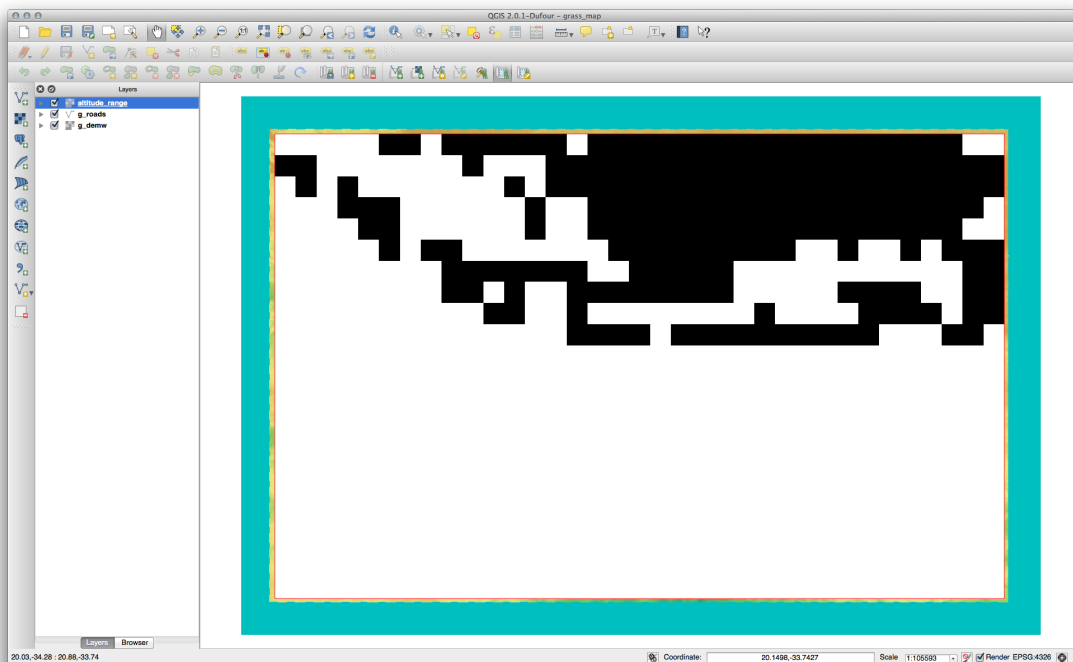 QGIS 2.0.1-Dufour – grass_map
Layers
altitude_range
g_roads
g_demw
Layers Browser
20.03,-34.28 : 20.88,-33.74
Coordinate: 20.1498,-33.7427 Scale 1:105593 Render EPSG:4326